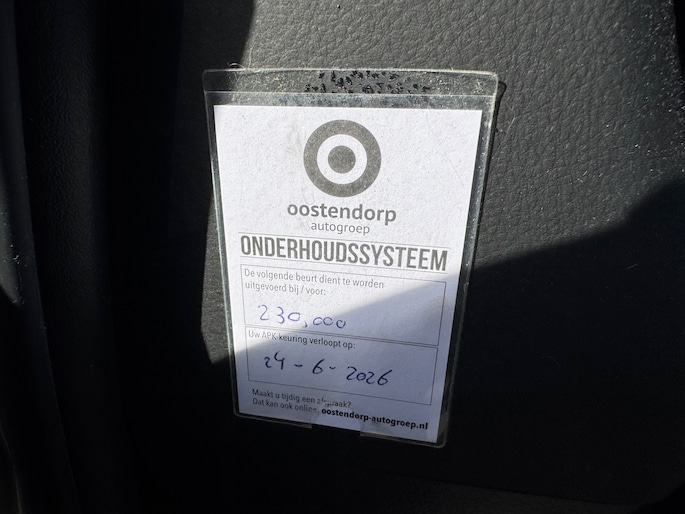 oostendorp
autogroep
ONDERHOUDSSYSTEEM
De volgende beurt dient te worden
uitgevoerd bij / voor:
230,000
Uw APK-keuring verloopt op:
24-6-2026
Maakt u tijdig een afspraak?
Dat kan ook online: oostendorp-autogroep.nl